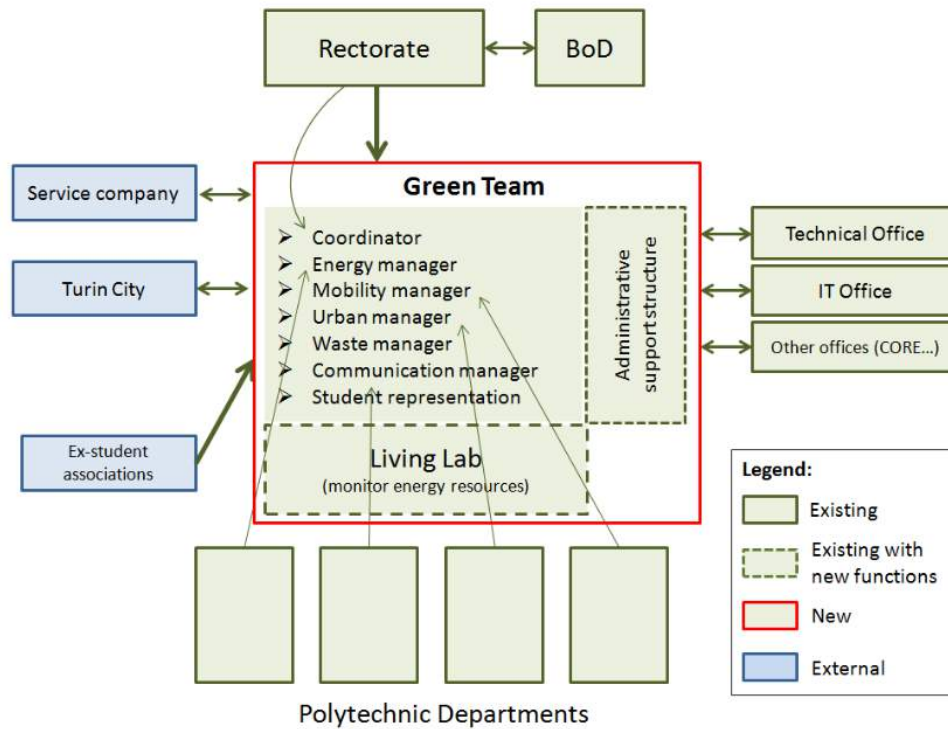 Rectorate
BoD
Green Team
Service company
Turin City
Ex-student
associations
➢ Coordinator
➢ Energy manager
➢ Mobility manager
➢ Urban manager
➢ Waste manager
➢ Communication manager
➢ Student representation
Administrative
support structure
Technical Office
IT Office
Other offices (CORE...)
Living Lab
(monitor energy resources)
Legend:
Existing
Existing with
new functions
New
External
Polytechnic Departments